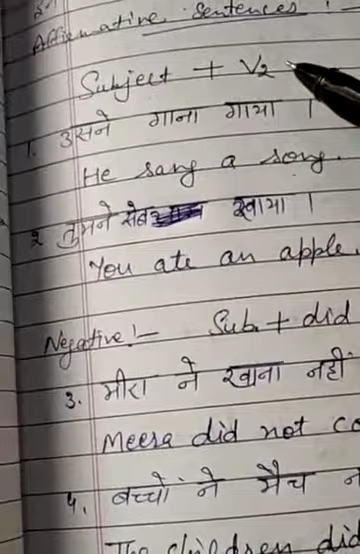 Affirmative Sentences :-
Subject + V2
1. उसने गाना गाया ।
He sang a song.
2 तुमने सेब खाया ।
You ate an apple.
Negative :- Sub. + did
3. मीरा ने खाना नहीं
Meera did not
4. बच्चों ने मैच
The children did